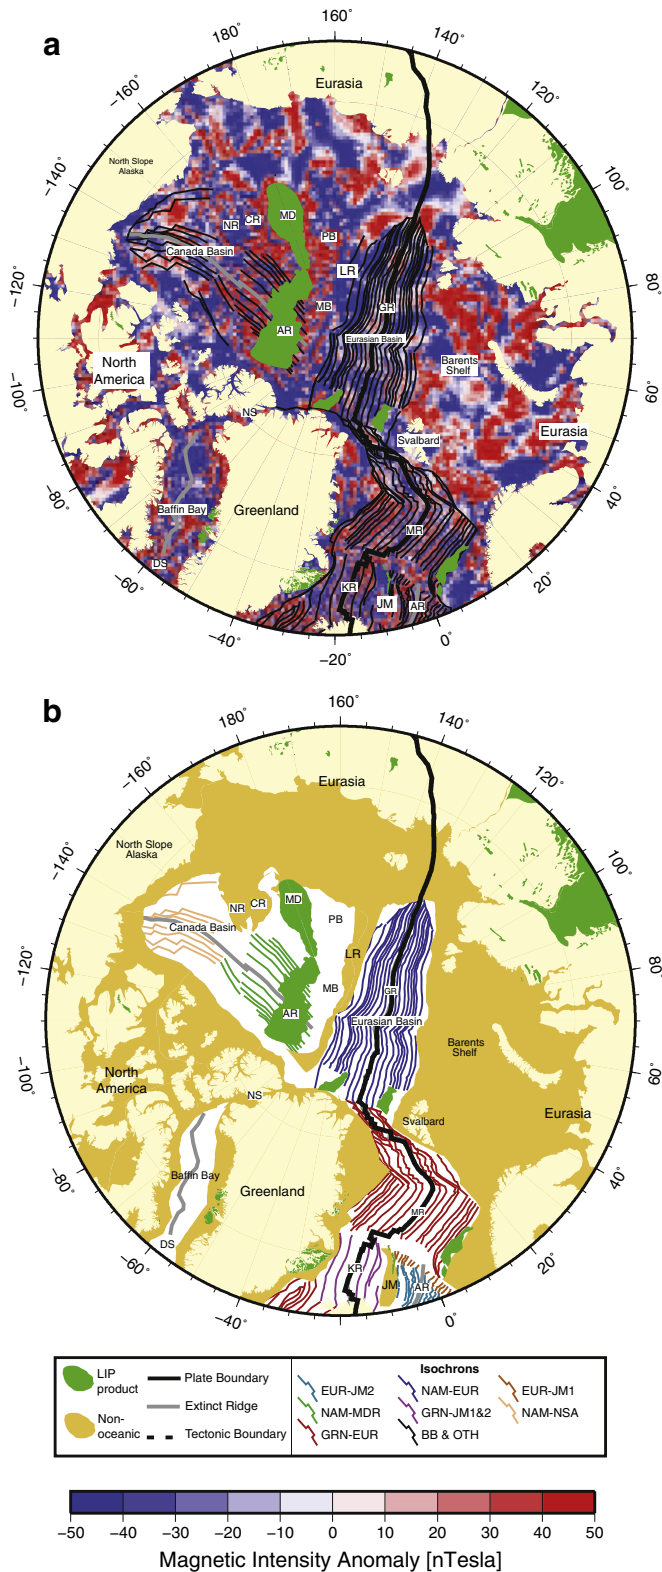 a
160°
180°
140°
−160°
120°
−140°
100°
−120°
80°
−100°
60°
−80°
40°
−60°
20°
−40°
0°
−20°
Eurasia
North Slope
Alaska
NR
CR
MD
PB
Canada Basin
LR
MB
GR
AR
Eurasian Basin
North
America
Barents
Shelf
NS
Eurasia
Svalbard
Baffin Bay
Greenland
MR
DS
KR
JM
AR
b
160°
180°
140°
−160°
120°
−140°
100°
−120°
80°
−100°
60°
−80°
40°
−60°
20°
−40°
0°
Eurasia
North Slope
Alaska
NR
CR
MD
PB
Canada Basin
LR
MB
GR
AR
Eurasian Basin
Barents
Shelf
North
America
NS
Svalbard
Eurasia
Baffin Bay
Greenland
MR
DS
KR
JM
AR
LIP
product
Plate Boundary
Non-
oceanic
Extinct Ridge
Tectonic Boundary
Isochrons
EUR-JM2
NAM-EUR
EUR-JM1
NAM-MDR
GRN-JM1&2
NAM-NSA
GRN-EUR
BB & OTH
−50 −40 −30 −20 −10 0 10 20 30 40 50
Magnetic Intensity Anomaly [nTesla]